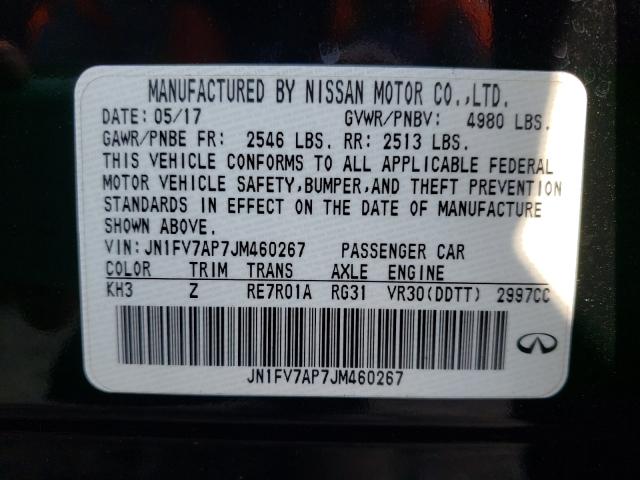 MANUFACTURED BY NISSAN MOTOR CO.,LTD.
DATE: 05/17 GVWR/PNBV: 4980 LBS.
GAWR/PNBE FR: 2546 LBS. RR: 2513 LBS.
THIS VEHICLE CONFORMS TO ALL APPLICABLE FEDERAL
MOTOR VEHICLE SAFETY,BUMPER,AND THEFT PREVENTION
STANDARDS IN EFFECT ON THE DATE OF MANUFACTURE
SHOWN ABOVE.
VIN: JN1FV7AP7JM460267 PASSENGER CAR
COLOR TRIM TRANS AXLE ENGINE
KH3 Z RE7R01A RG31 VR30(DDTT) 2997CC
JN1FV7AP7JM460267